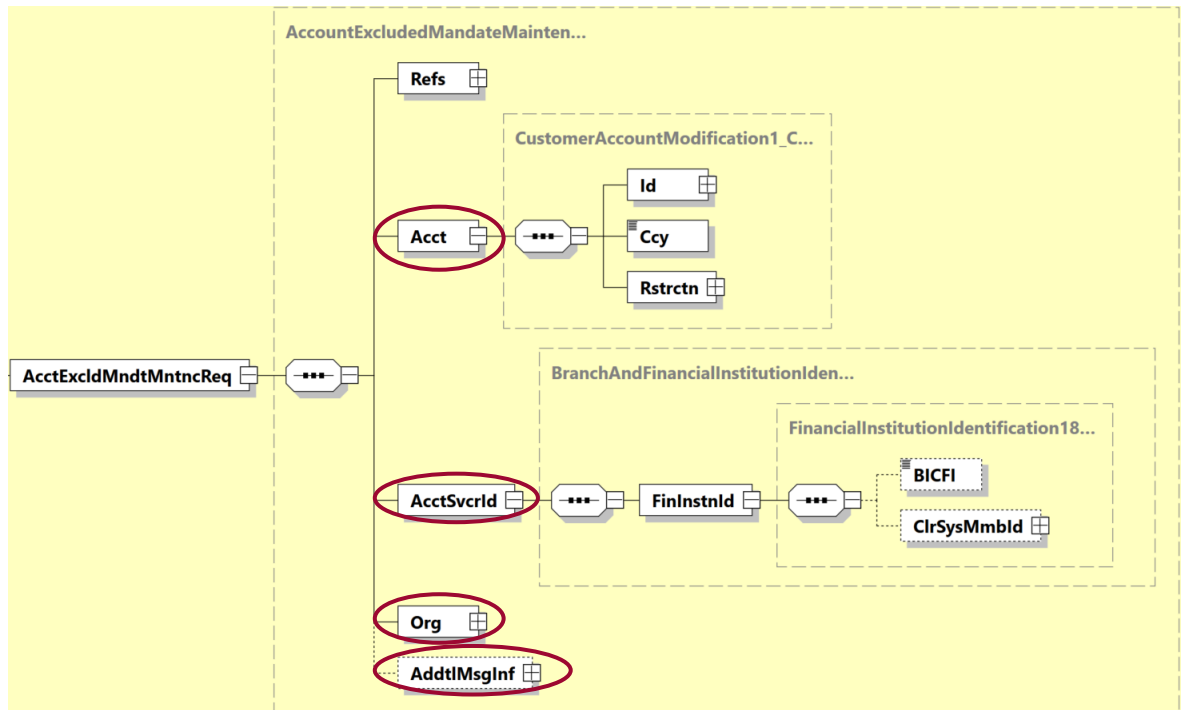 AccountExcludedMandateMainten...
Refs
CustomerAccountModification1_C...
Id
Acct
Ccy
Rstrctn
AcctExcldMndtMntncReq
BranchAndFinancialInstitutionIden...
FinancialInstitutionIdentification18...
BICFI
AcctSvcrId
FinInstnId
ClrSysMmbId
Org
AddtlMsgInf